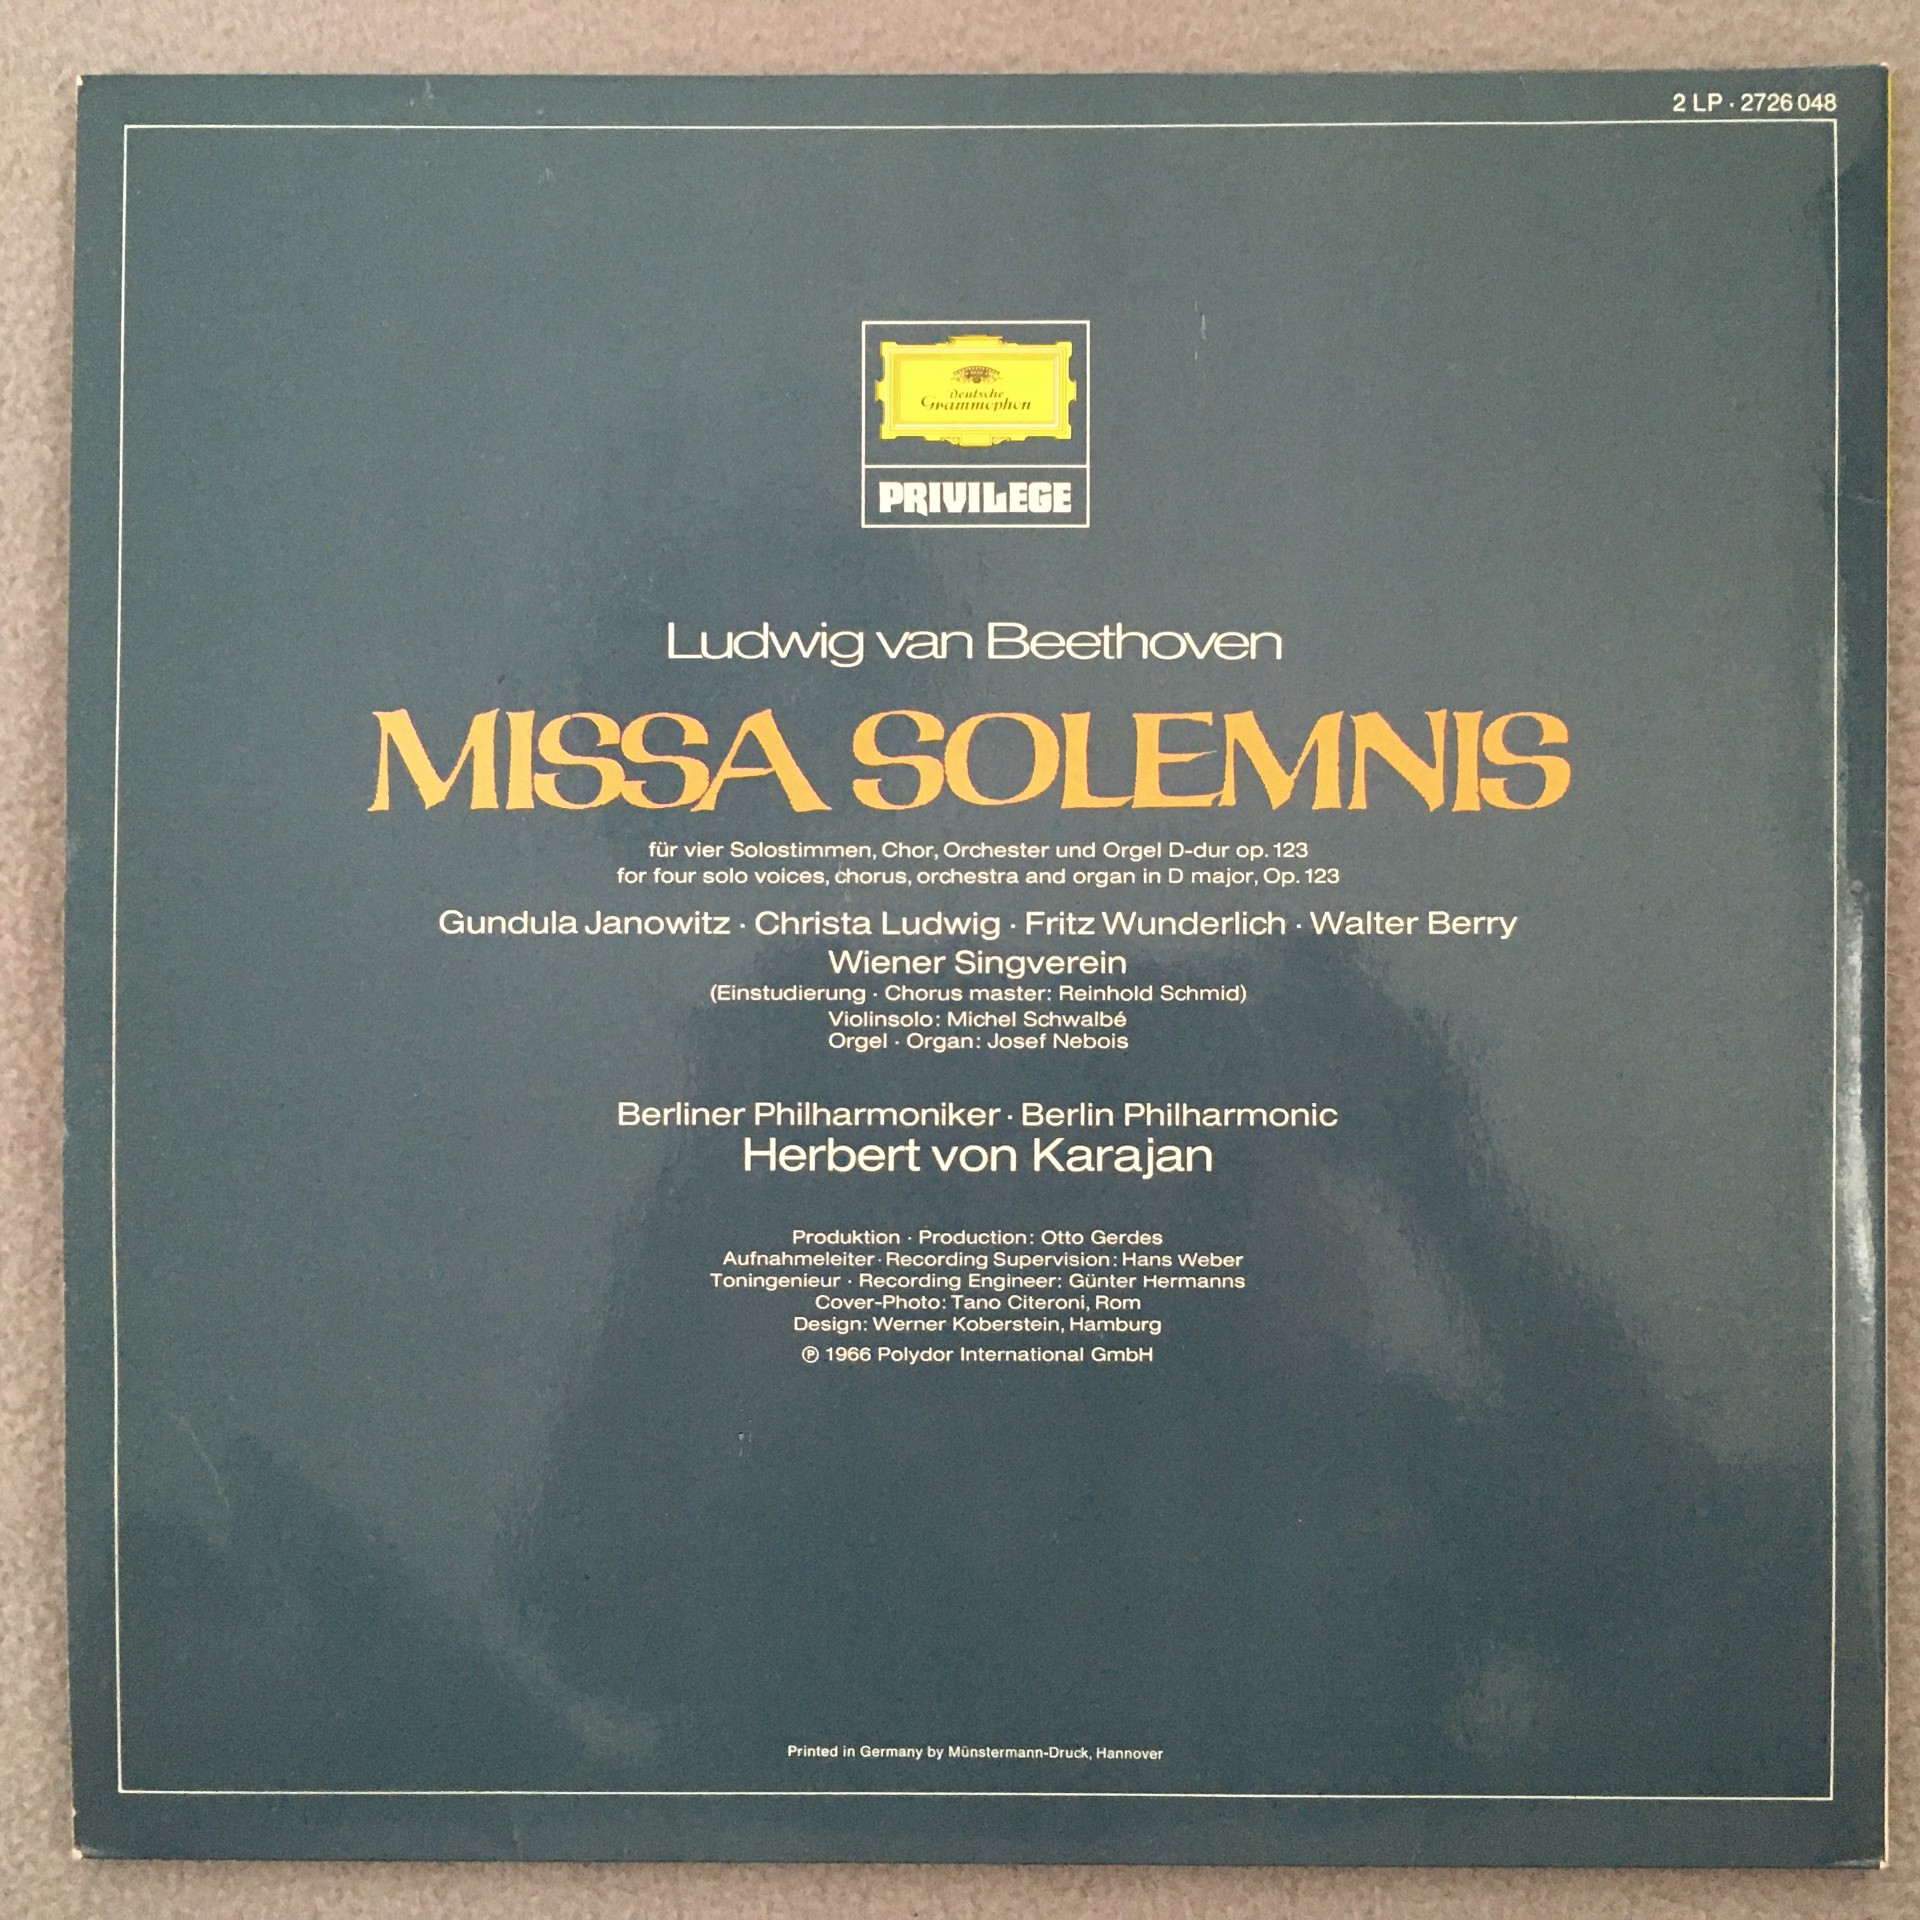 2 LP · 2726 048
Deutsche
Grammophon
PRIVILEGE
Ludwig van Beethoven
MISSA SOLEMNIS
für vier Solostimmen, Chor, Orchester und Orgel D-dur op. 123
for four solo voices, chorus, orchestra and organ in D major, Op. 123
Gundula Janowitz · Christa Ludwig · Fritz Wunderlich · Walter Berry
Wiener Singverein
(Einstudierung · Chorus master: Reinhold Schmid)
Violinsolo: Michel Schwalbé
Orgel · Organ: Josef Nebois
Berliner Philharmoniker · Berlin Philharmonic
Herbert von Karajan
Produktion · Production: Otto Gerdes
Aufnahmeleiter · Recording Supervision: Hans Weber
Toningenieur · Recording Engineer: Günter Hermanns
Cover-Photo: Tano Citeroni, Rom
Design: Werner Koberstein, Hamburg
℗ 1966 Polydor International GmbH
Printed in Germany by Münstermann-Druck, Hannover